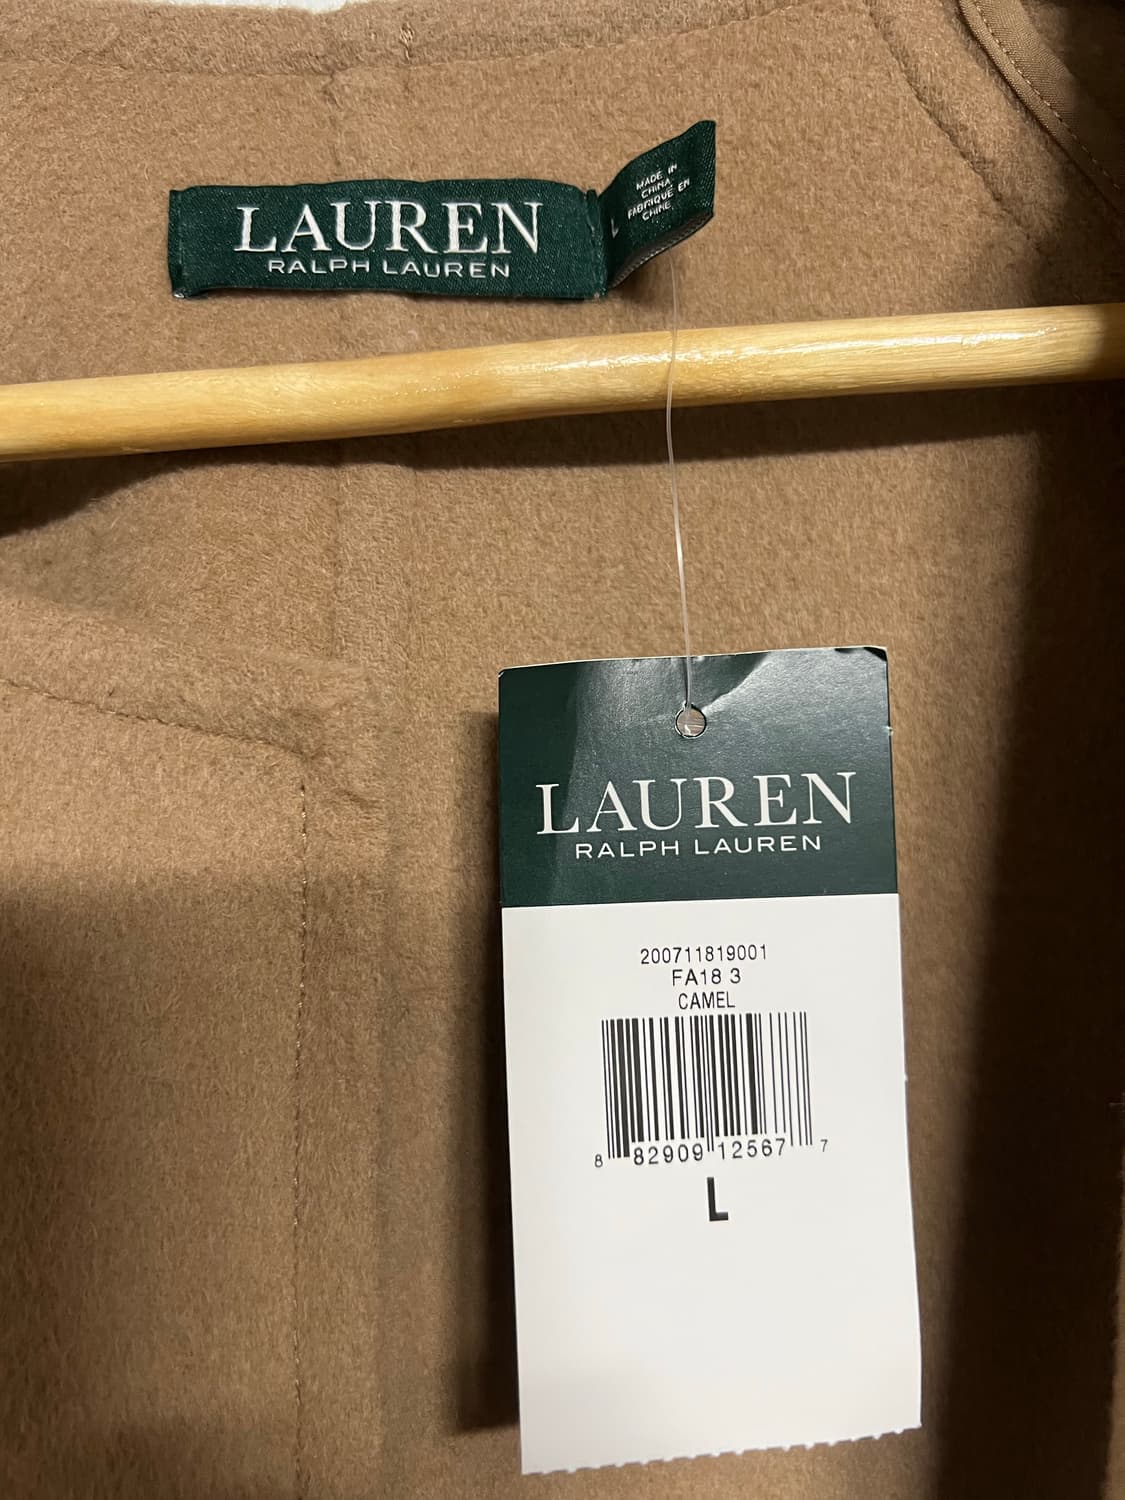 LAUREN
RALPH LAUREN
L
MADE IN
CHINA
FABRIQUÉ EN
CHINE
LAUREN
RALPH LAUREN
200711819001
FA18 3
CAMEL
8 82909 12567 7
L